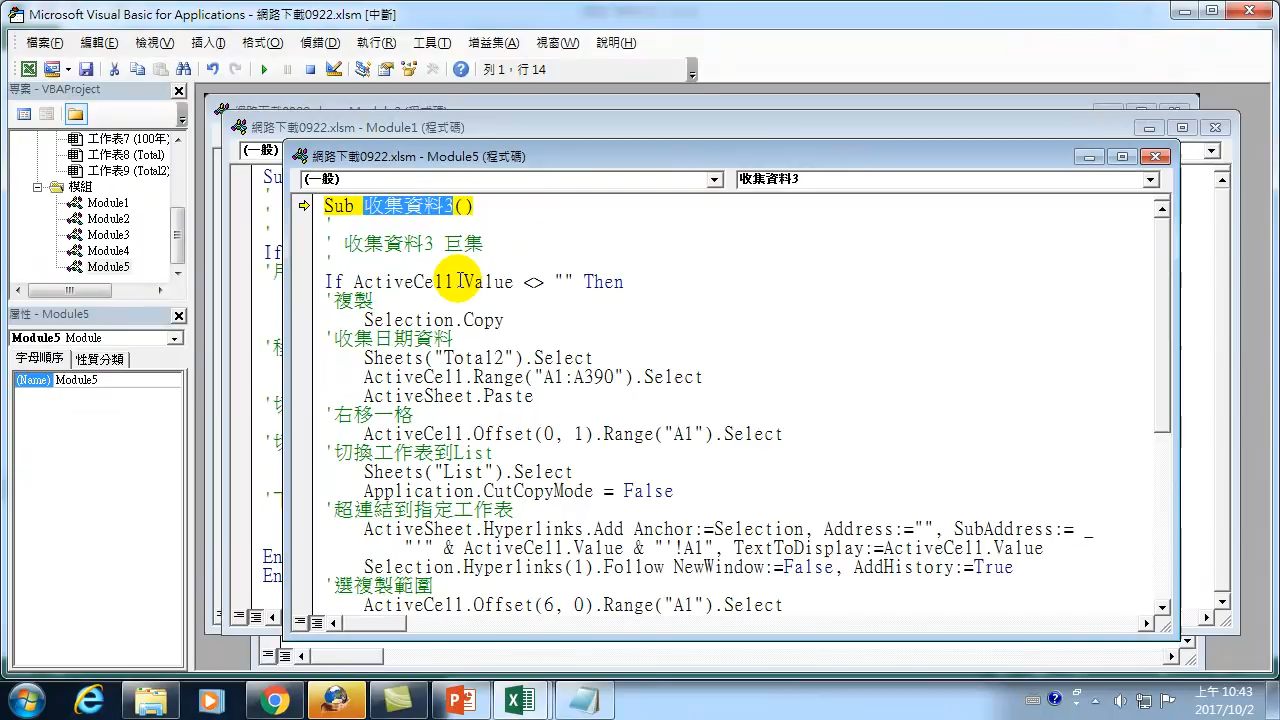 Microsoft Visual Basic for Applications - 網路下載0922.xlsm [中斷]
檔案(F) 編輯(E) 檢視(V) 插入(I) 格式(O) 偵錯(D) 執行(R) 工具(T) 增益集(A) 視窗(W) 說明(H)
列 1，行 14
專案 - VBAProject
工作表7 (100年)
工作表8 (Total)
工作表9 (Total2)
模組
Module1
Module2
Module3
Module4
Module5
屬性 - Module5
Module5 Module
字母順序 性質分類
(Name) Module5
網路下載0922.xlsm - Module1 (程式碼)
(一般)
網路下載0922.xlsm - Module5 (程式碼)
(一般) 收集資料3
Sub 收集資料3()
'
' 收集資料3 巨集
'
If ActiveCell.Value <> "" Then
'複製
Selection.Copy
'收集日期資料
Sheets("Total2").Select
ActiveCell.Range("A1:A390").Select
ActiveSheet.Paste
'右移一格
ActiveCell.Offset(0, 1).Range("A1").Select
'切換工作表到List
Sheets("List").Select
Application.CutCopyMode = False
'超連結到指定工作表
ActiveSheet.Hyperlinks.Add Anchor:=Selection, Address:="", SubAddress:= _
"'" & ActiveCell.Value & "'!A1", TextToDisplay:=ActiveCell.Value
Selection.Hyperlinks(1).Follow NewWindow:=False, AddHistory:=True
'選複製範圍
ActiveCell.Offset(6, 0).Range("A1").Select
上午 10:43
2017/10/2